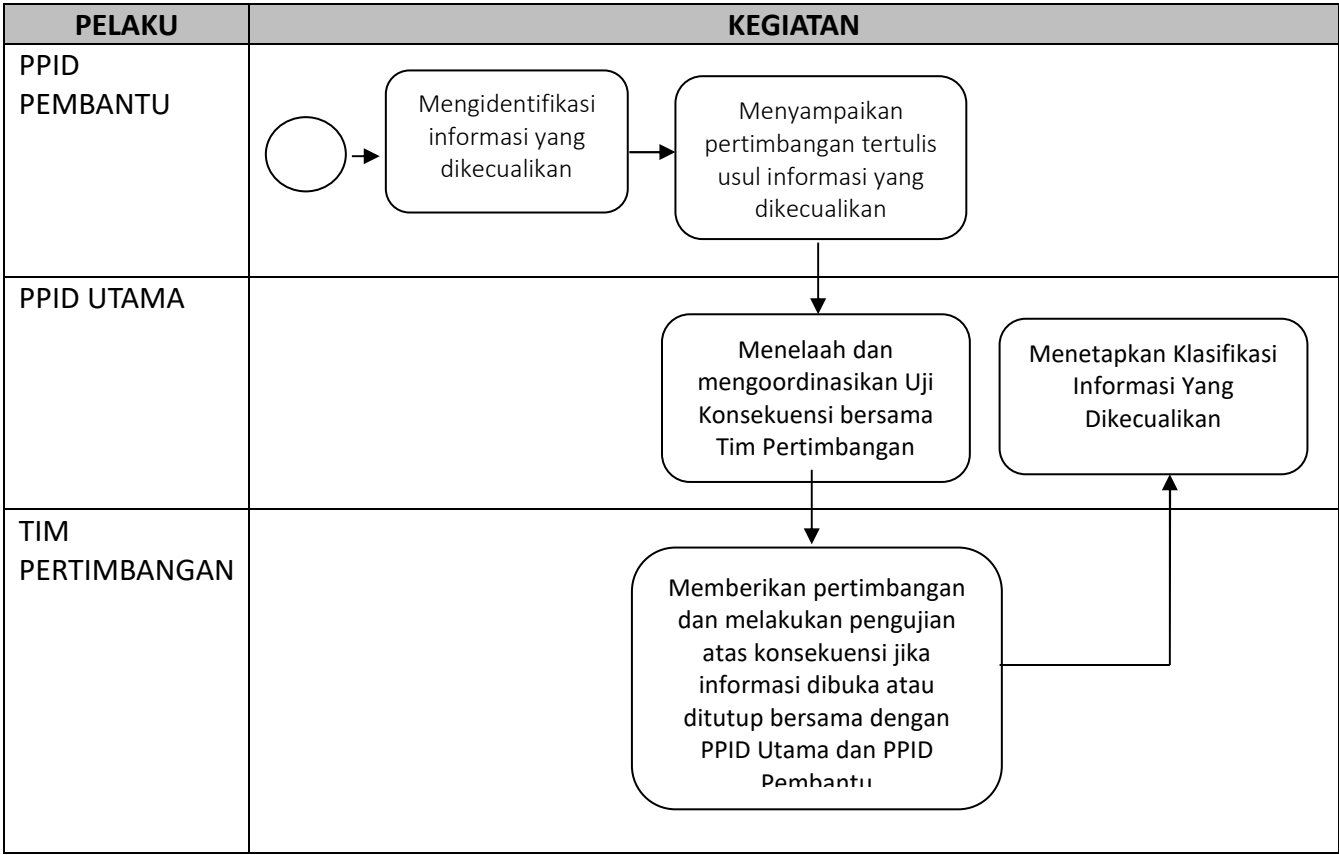 PELAKU
KEGIATAN
PPID
PEMBANTU
Mengidentifikasi
informasi yang
dikecualikan
Menyampaikan
pertimbangan tertulis
usul informasi yang
dikecualikan
PPID UTAMA
Menelaah dan
mengoordinasikan Uji
Konsekuensi bersama
Tim Pertimbangan
Menetapkan Klasifikasi
Informasi Yang
Dikecualikan
TIM
PERTIMBANGAN
Memberikan pertimbangan
dan melakukan pengujian
atas konsekuensi jika
informasi dibuka atau
ditutup bersama dengan
PPID Utama dan PPID
Pembantu